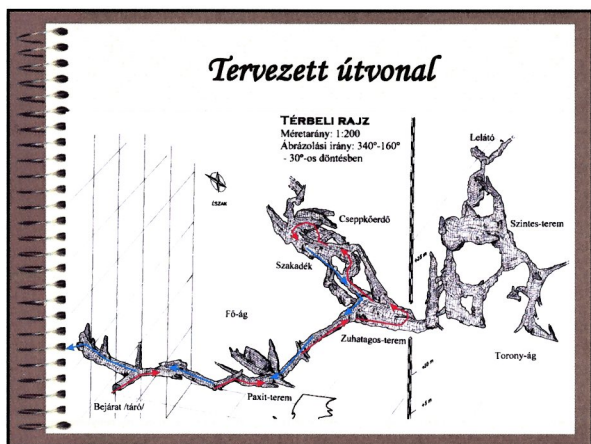 Tervezett útvonal
TÉRBELI RAJZ
Méretarány: 1:200
Ábrázolási irány: 340°-160°
- 30°-os döntésben
Lelátó
ÉSZAK
Cseppkőerdő
Szintes-terem
Szakadék
Fő-ág
Zuhatagos-terem
Torony-ág
Bejárat /táró/
Paxit-terem